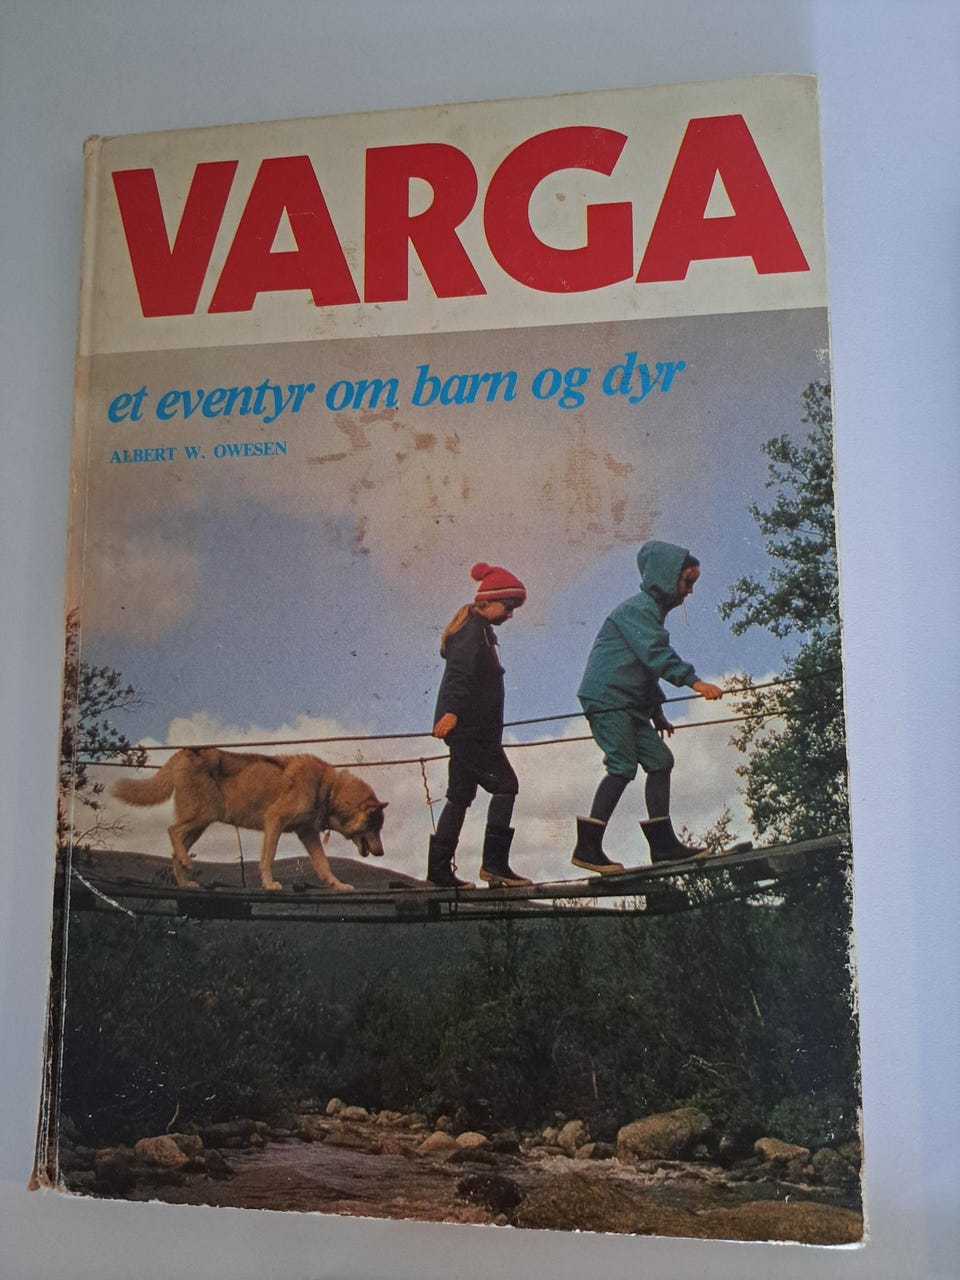 VARGA
et eventyr om barn og dyr
ALBERT W. OWESEN